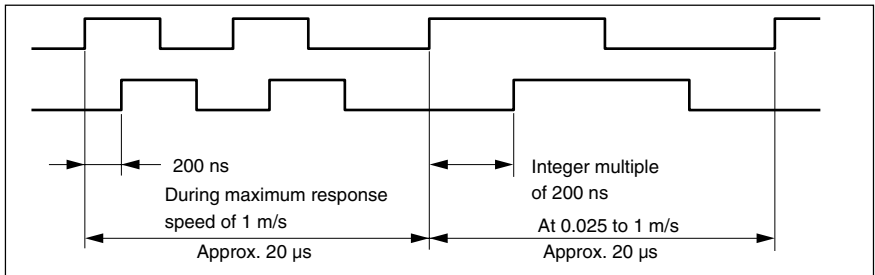 200 ns
During maximum response
speed of 1 m/s
Approx. 20 µs
Integer multiple
of 200 ns
At 0.025 to 1 m/s
Approx. 20 µs